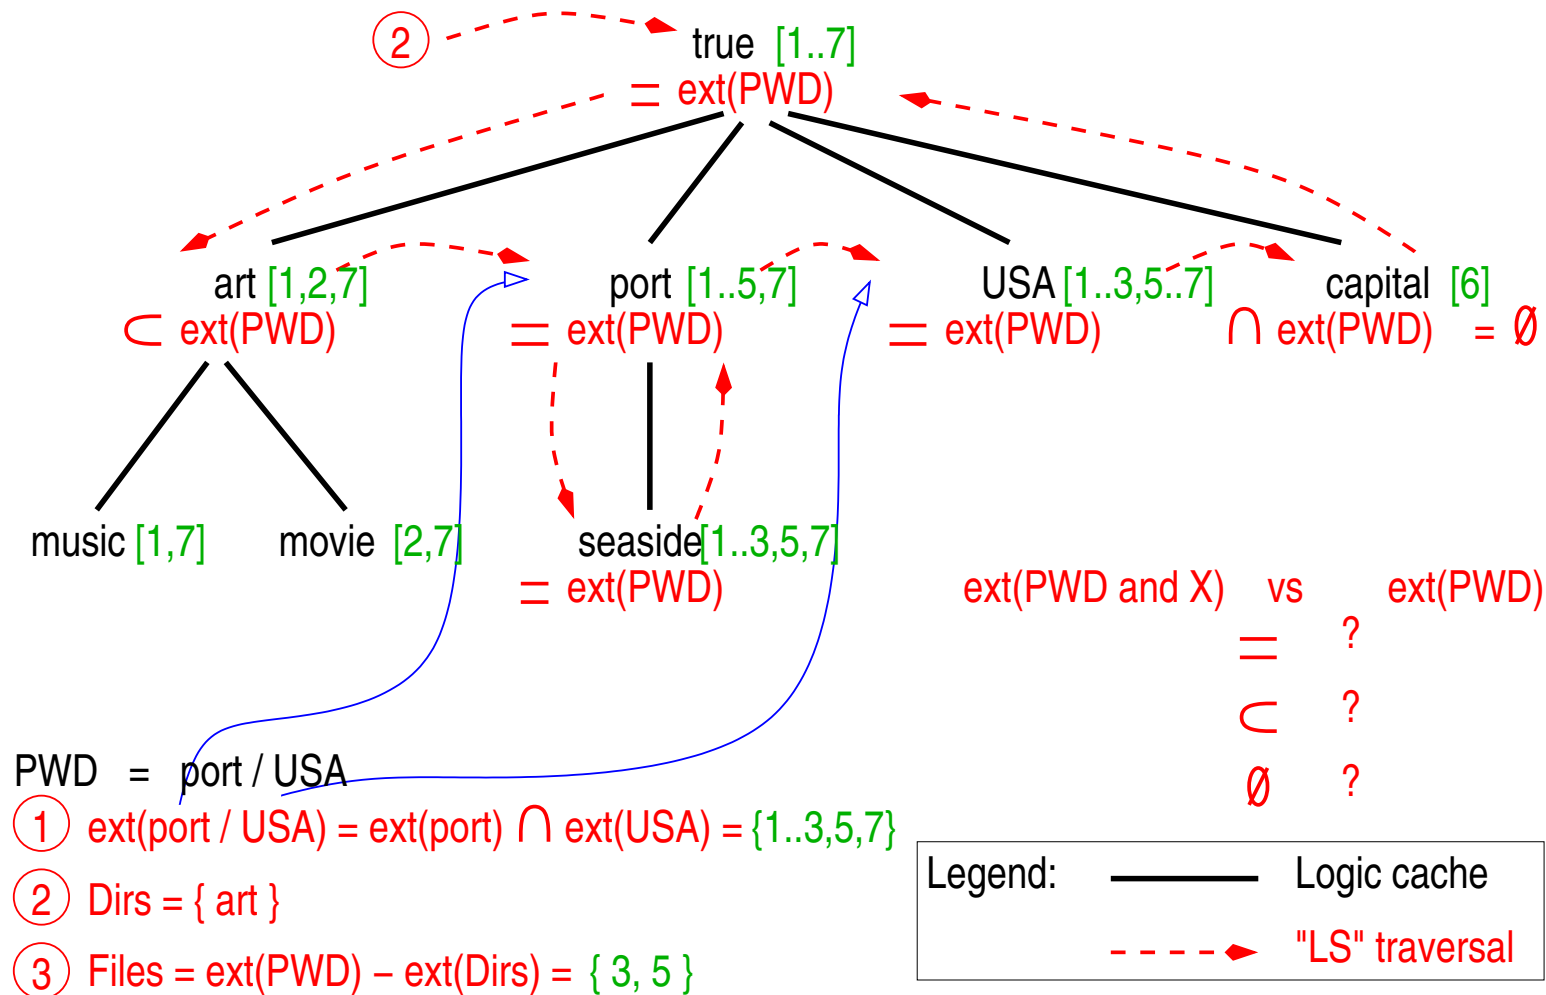 2 true [1..7]
= ext(PWD)
art [1,2,7] port [1..5,7] USA [1..3,5..7] capital [6]
⊂ ext(PWD) = ext(PWD) = ext(PWD) ∩ ext(PWD) = ∅
music [1,7] movie [2,7] seaside [1..3,5,7]
= ext(PWD)
ext(PWD and X) vs ext(PWD)
= ?
⊂ ?
∅ ?
PWD = port / USA
1 ext(port / USA) = ext(port) ∩ ext(USA) = {1..3,5,7}
2 Dirs = { art }
3 Files = ext(PWD) – ext(Dirs) = { 3, 5 }
Legend: Logic cache
"LS" traversal